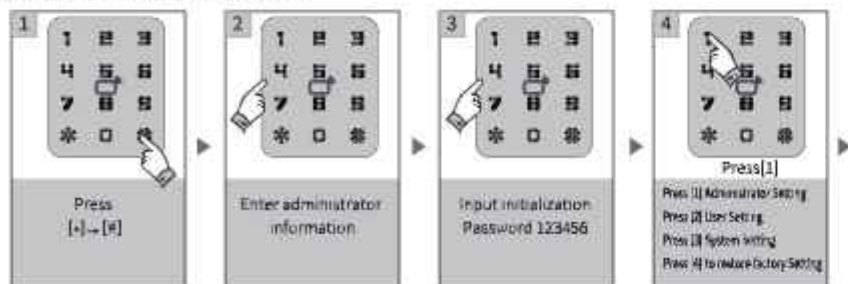 1
1 2 3
4 5 6
7 8 9
* 0 #
Press
[*]→[#]
2
1 2 3
4 5 6
7 8 9
* 0 #
Enter administrator
information
3
1 2 3
4 5 6
7 8 9
* 0 #
Input initialization
Password 123456
4
1 2 3
4 5 6
7 8 9
* 0 #
Press[1]
Press [1] Administrator Setting
Press [2] User Setting
Press [3] System setting
Press [4] to restore factory Setting